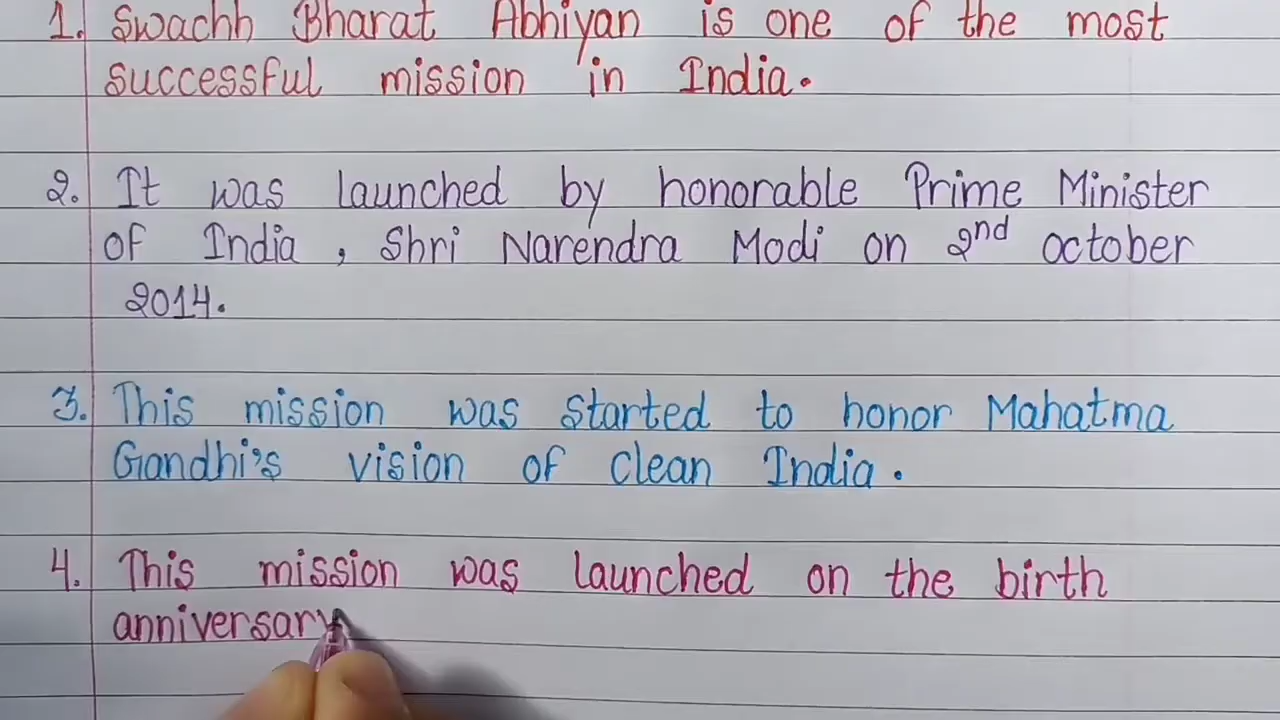 1. Swachh Bharat Abhiyan is one of the most
successful mission in India.
2. It was launched by honorable Prime Minister
of India, Shri Narendra Modi on 2nd october
2014.
3. This mission was started to honor Mahatma
Gandhi's vision of clean India.
4. This mission was launched on the birth
anniversary